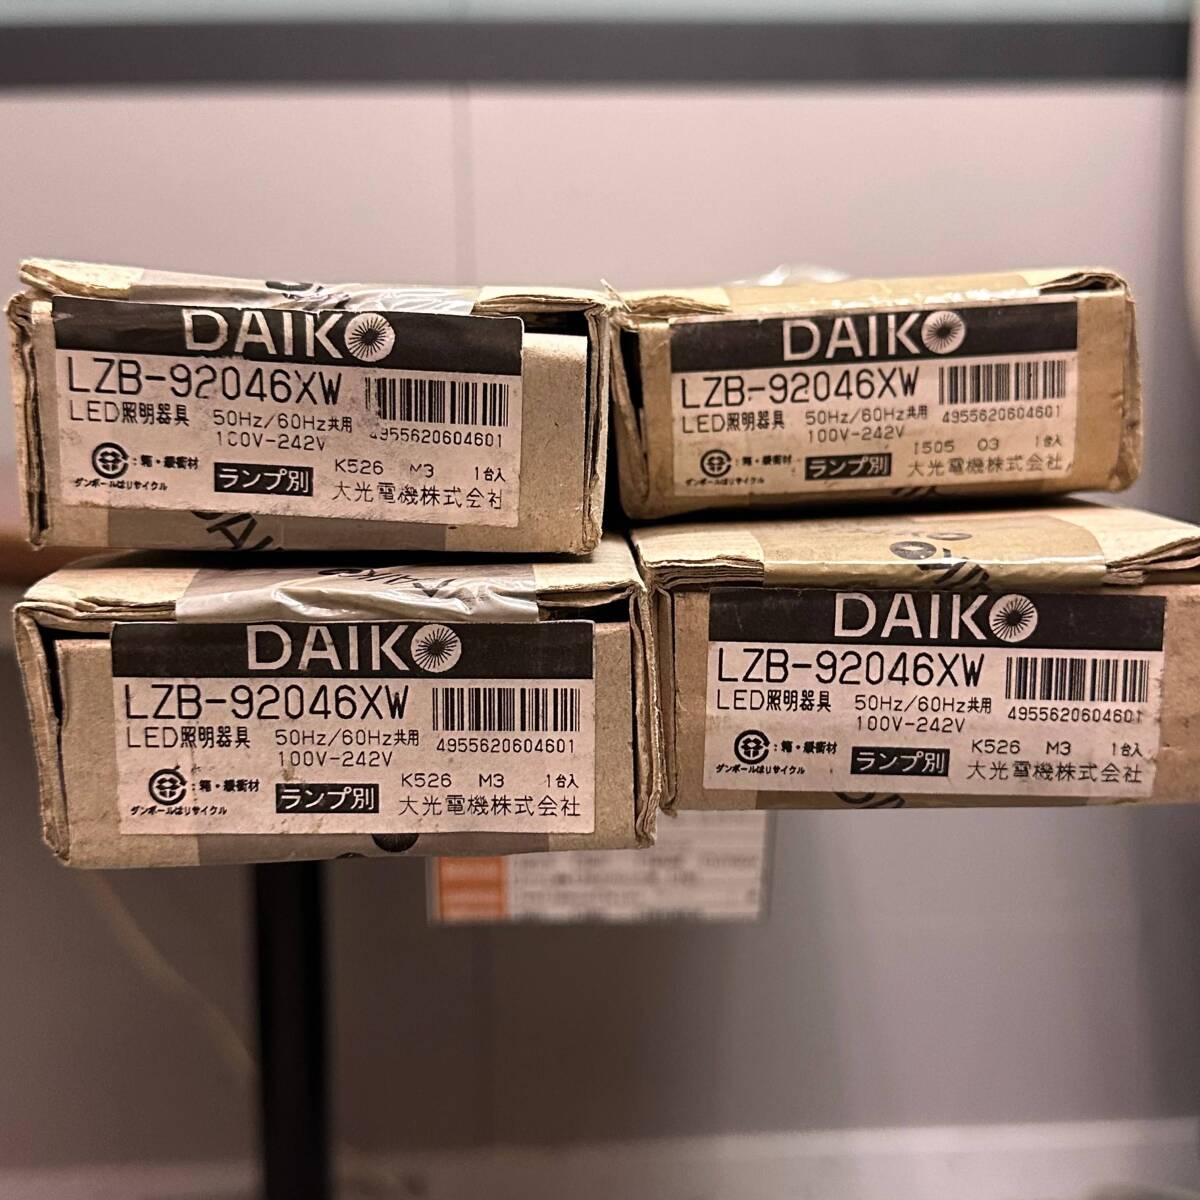 DAIKO
LZB-92046XW
LED照明器具 50Hz/60Hz共用
100V-242V
4955620604601
:箱・緩衝材
ダンボールはリサイクル
ランプ別
K526 M3 1台入
大光電機株式会社
DAIKO
LZB-92046XW
LED照明器具 50Hz/60Hz共用
100V-242V
4955620604601
:箱・緩衝材
ダンボールはリサイクル
ランプ別
I505 03 1台入
大光電機株式会社
DAIKO
LZB-92046XW
LED照明器具 50Hz/60Hz共用
100V-242V
4955620604601
:箱・緩衝材
ダンボールはリサイクル
ランプ別
K526 M3 1台入
大光電機株式会社
DAIKO
LZB-92046XW
LED照明器具 50Hz/60Hz共用
100V-242V
4955620604601
:箱・緩衝材
ダンボールはリサイクル
ランプ別
K526 M3 1台入
大光電機株式会社